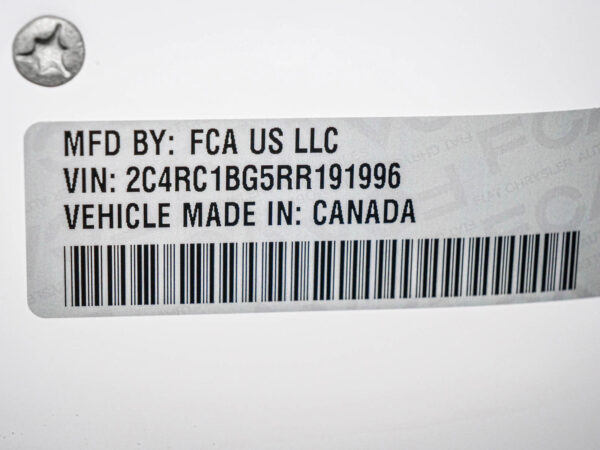 MFD BY: FCA US LLC
VIN: 2C4RC1BG5RR191996
VEHICLE MADE IN: CANADA